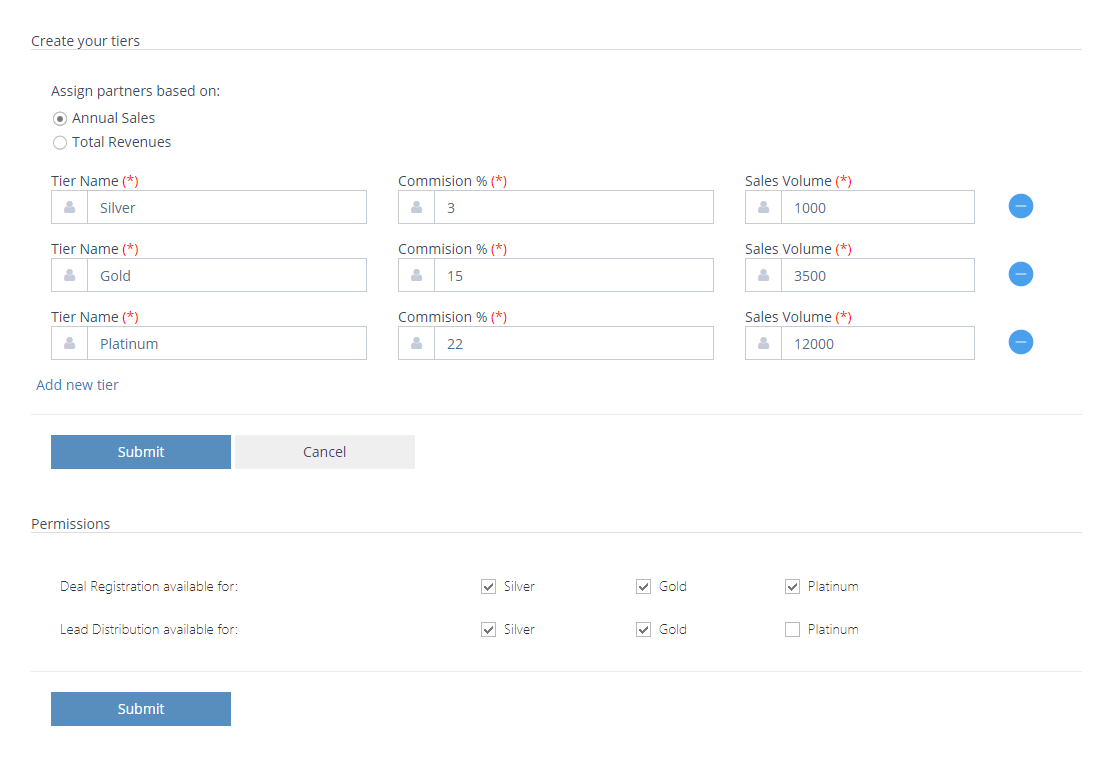 Create your tiers
Assign partners based on:
Annual Sales
Total Revenues
Tier Name (*) Commision % (*) Sales Volume (*)
Silver 3 1000
Tier Name (*) Commision % (*) Sales Volume (*)
Gold 15 3500
Tier Name (*) Commision % (*) Sales Volume (*)
Platinum 22 12000
Add new tier
Submit Cancel
Permissions
Deal Registration available for: Silver Gold Platinum
Lead Distribution available for: Silver Gold Platinum
Submit